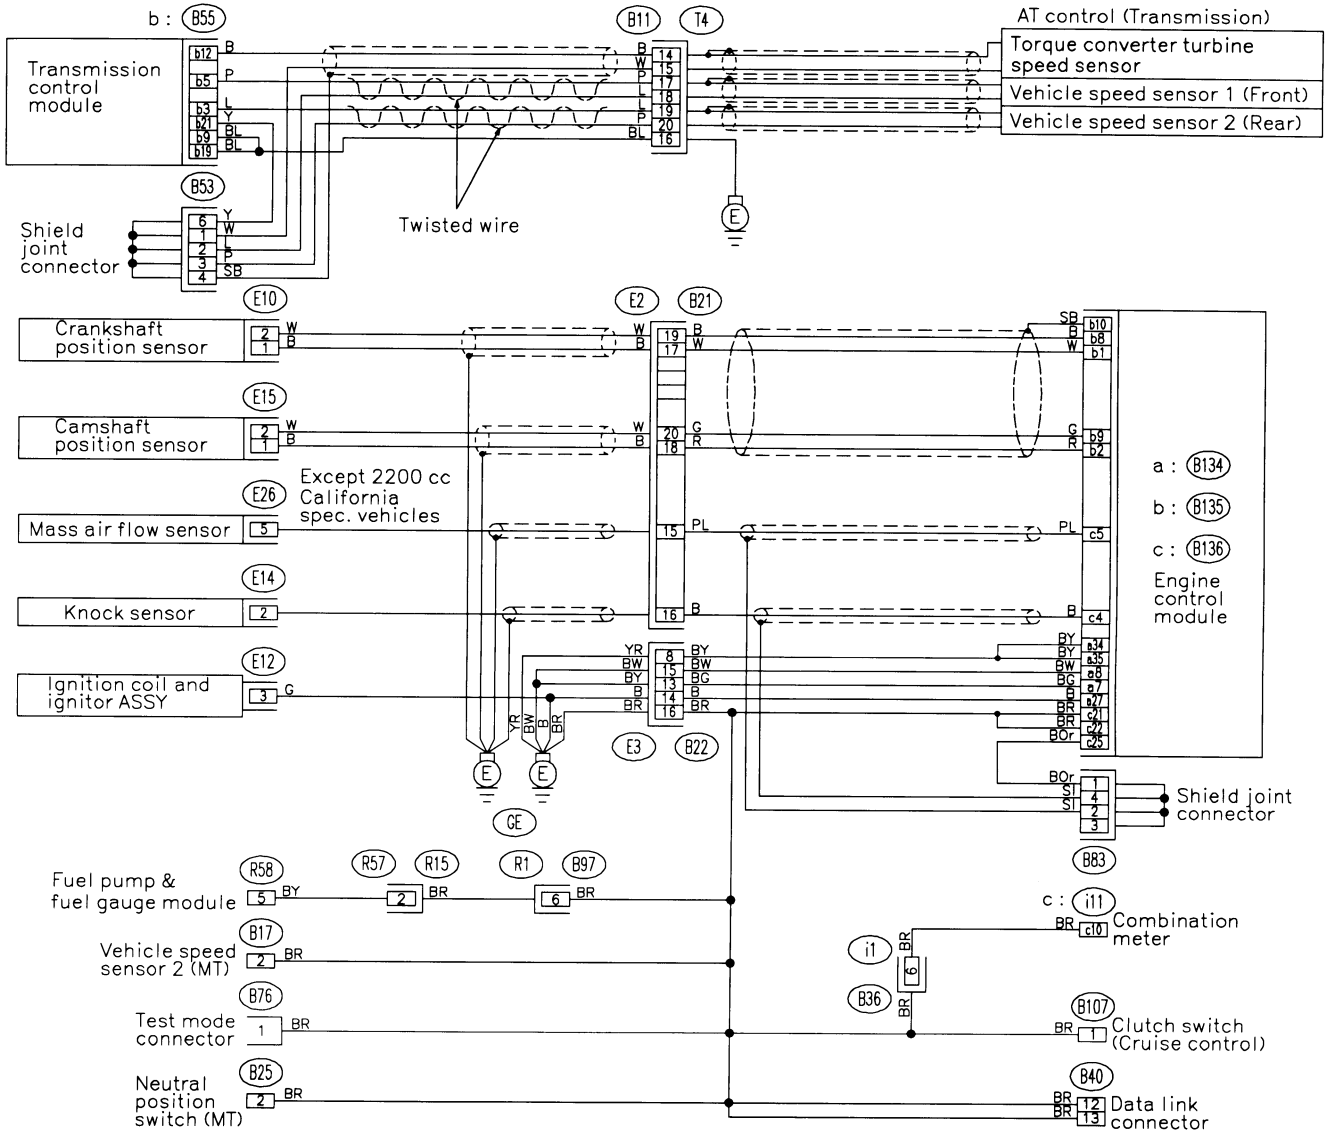 b : B55
B11 T4
AT control (Transmission)
Transmission
control
module
b12 B
b5 P
b3 L
b21 Y
b9 BL
b19 BL
B 14
W 15
P 17
L 18
L 19
P 20
BL 16
Torque converter turbine
speed sensor
Vehicle speed sensor 1 (Front)
Vehicle speed sensor 2 (Rear)
Twisted wire
E
B53
Shield
joint
connector
6 Y
1 W
2 L
3 P
4 SB
E10
Crankshaft
position sensor
2 W
1 B
E2 B21
W 19 B
B 17 W
SB b10
B b8
W b1
E15
Camshaft
position sensor
2 W
1 B
W 20 G
B 18 R
G b9
R b2
Except 2200 cc
California
spec. vehicles
E26
Mass air flow sensor
5
15 PL
PL c5
E14
Knock sensor
2
16 B
B c4
a : B134
b : B135
c : B136
Engine
control
module
E12
Ignition coil and
ignitor ASSY
3 G
YR 8 BY
BW 15 BW
BY 13 BG
B 14 B
BR 16 BR
BY a34
BY a35
BW a8
BG a7
B a27
BR c21
BR c22
BOr c25
YR BW B BR
E3 B22
E E
GE
BOr 1
SI 4
SI 2
3
Shield joint
connector
B83
R58
Fuel pump &
fuel gauge module
5 BY
R57 R15
2 BR
R1 B97
6 BR
B17
Vehicle speed
sensor 2 (MT)
2 BR
c : i11
BR c10
Combination
meter
i1
BR
6
B36
BR
B76
Test mode
connector
1 BR
B107
BR 1
Clutch switch
(Cruise control)
B25
Neutral
position
switch (MT)
2 BR
B40
BR 12
BR 13
Data link
connector